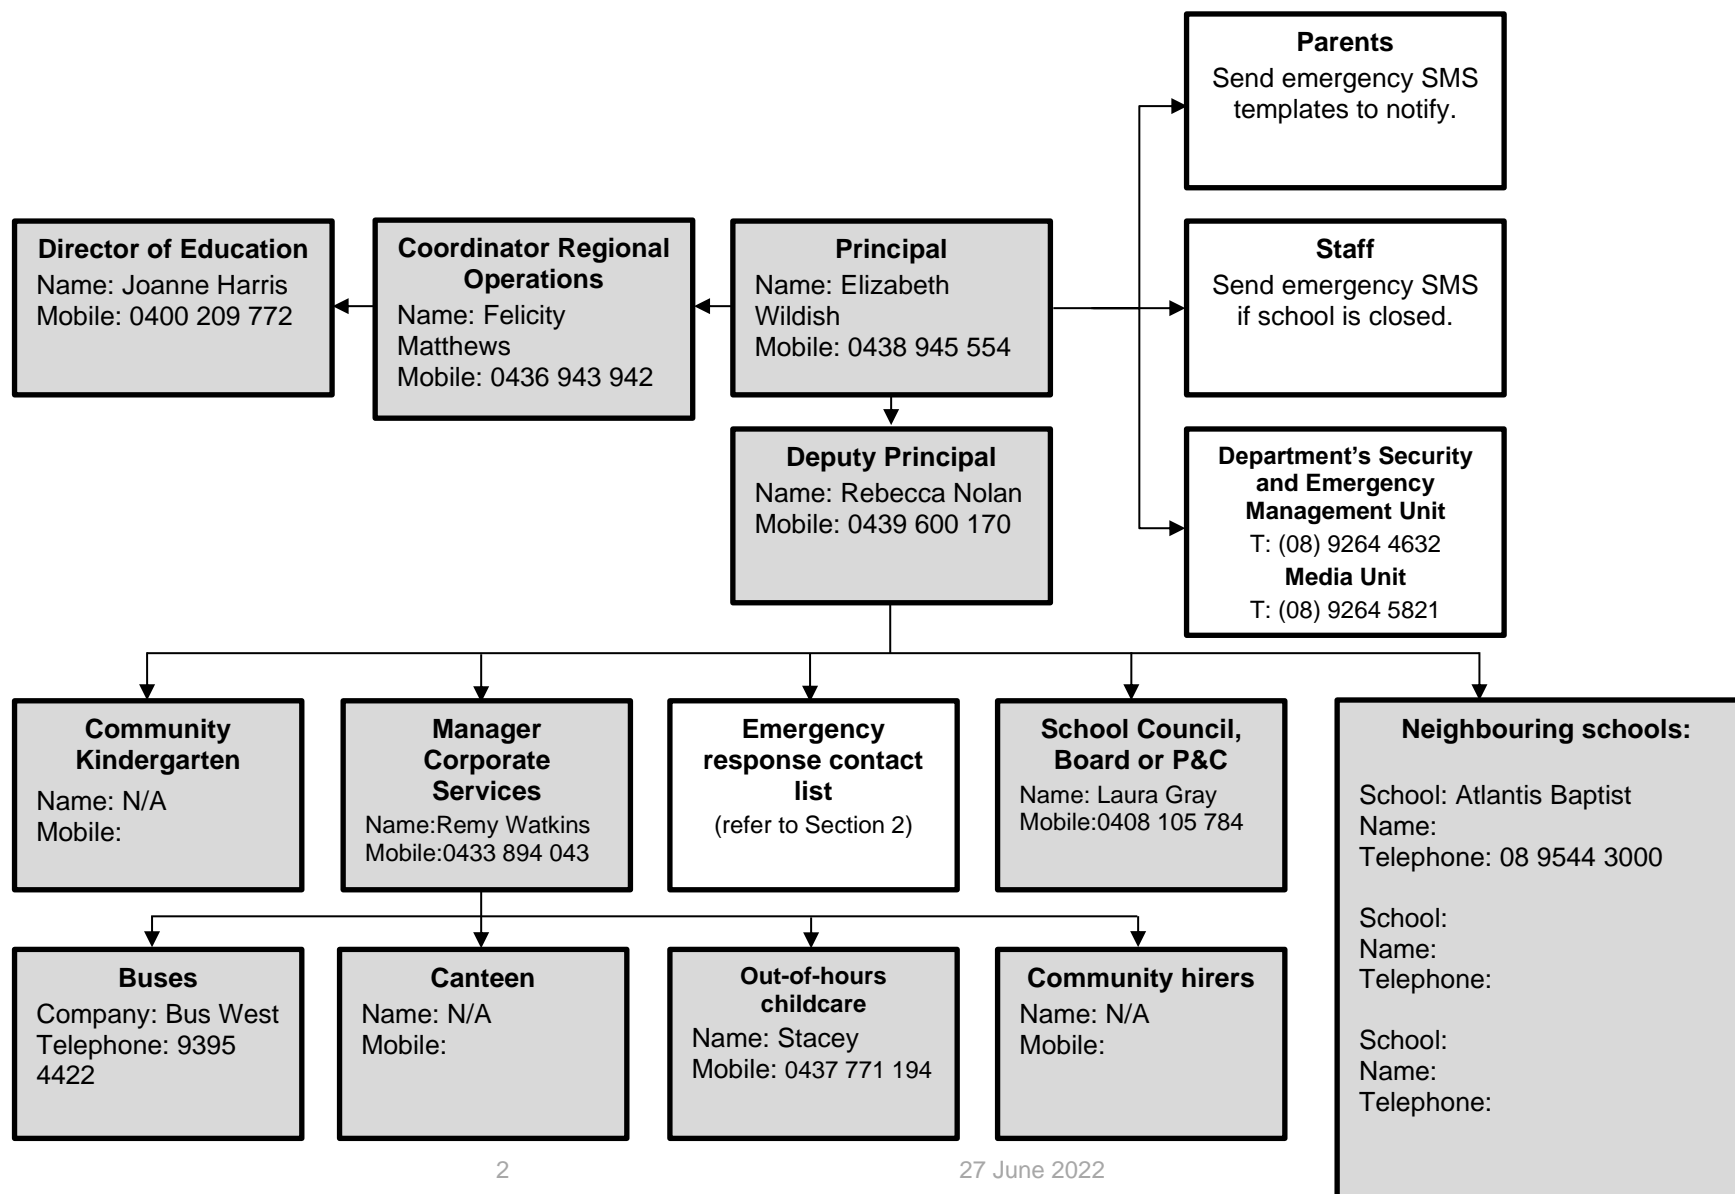 Parents
Send emergency SMS
templates to notify.
Director of Education
Name: Joanne Harris
Mobile: 0400 209 772
Coordinator Regional
Operations
Name: Felicity
Matthews
Mobile: 0436 943 942
Principal
Name: Elizabeth
Wildish
Mobile: 0438 945 554
Staff
Send emergency SMS
if school is closed.
Deputy Principal
Name: Rebecca Nolan
Mobile: 0439 600 170
Department’s Security
and Emergency
Management Unit
T: (08) 9264 4632
Media Unit
T: (08) 9264 5821
Community
Kindergarten
Name: N/A
Mobile:
Manager
Corporate
Services
Name:Remy Watkins
Mobile:0433 894 043
Emergency
response contact
list
(refer to Section 2)
School Council,
Board or P&C
Name: Laura Gray
Mobile:0408 105 784
Neighbouring schools:
School: Atlantis Baptist
Name:
Telephone: 08 9544 3000
School:
Name:
Telephone:
School:
Name:
Telephone:
Buses
Company: Bus West
Telephone: 9395
4422
Canteen
Name: N/A
Mobile:
Out-of-hours
childcare
Name: Stacey
Mobile: 0437 771 194
Community hirers
Name: N/A
Mobile:
2
27 June 2022